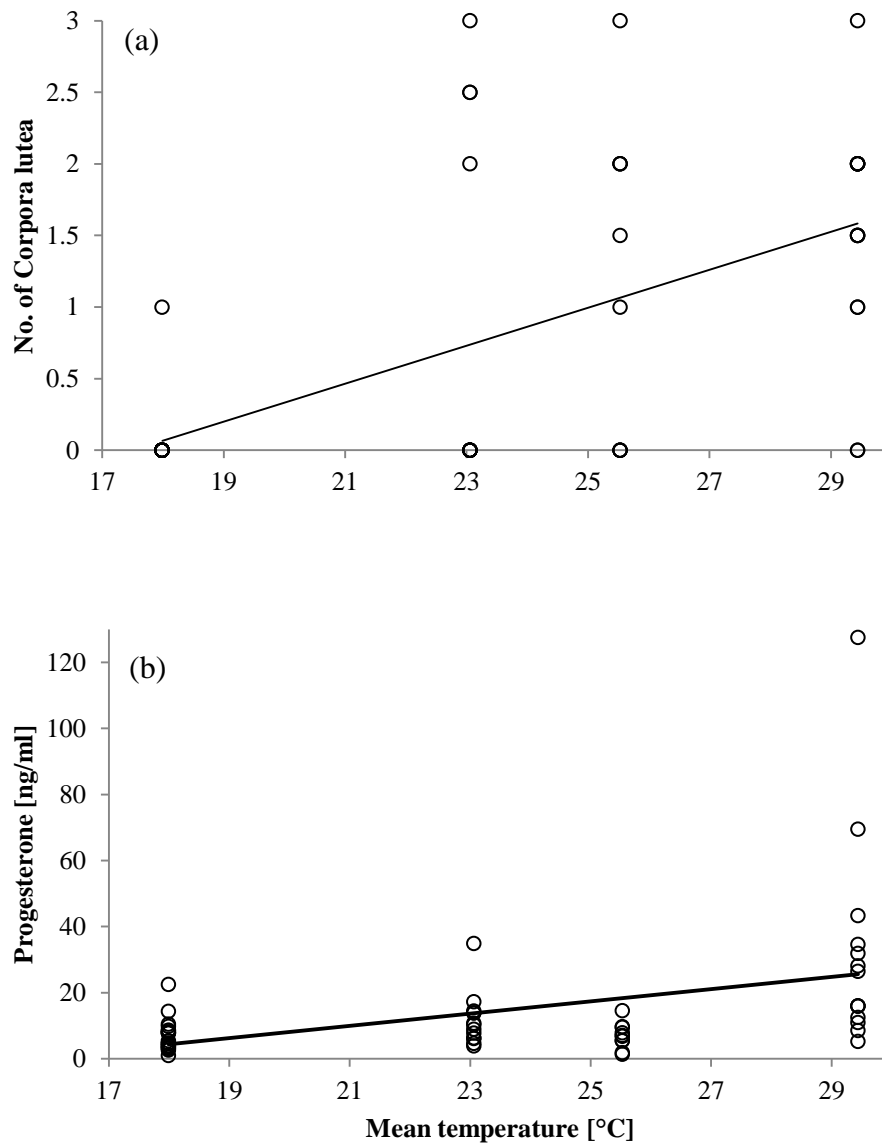 (a)
No. of Corpora lutea
3
2.5
2
1.5
1
0.5
0
17 19 21 23 25 27 29
(b)
Progesterone [ng/ml]
120
100
80
60
40
20
0
17 19 21 23 25 27 29
Mean temperature [°C]